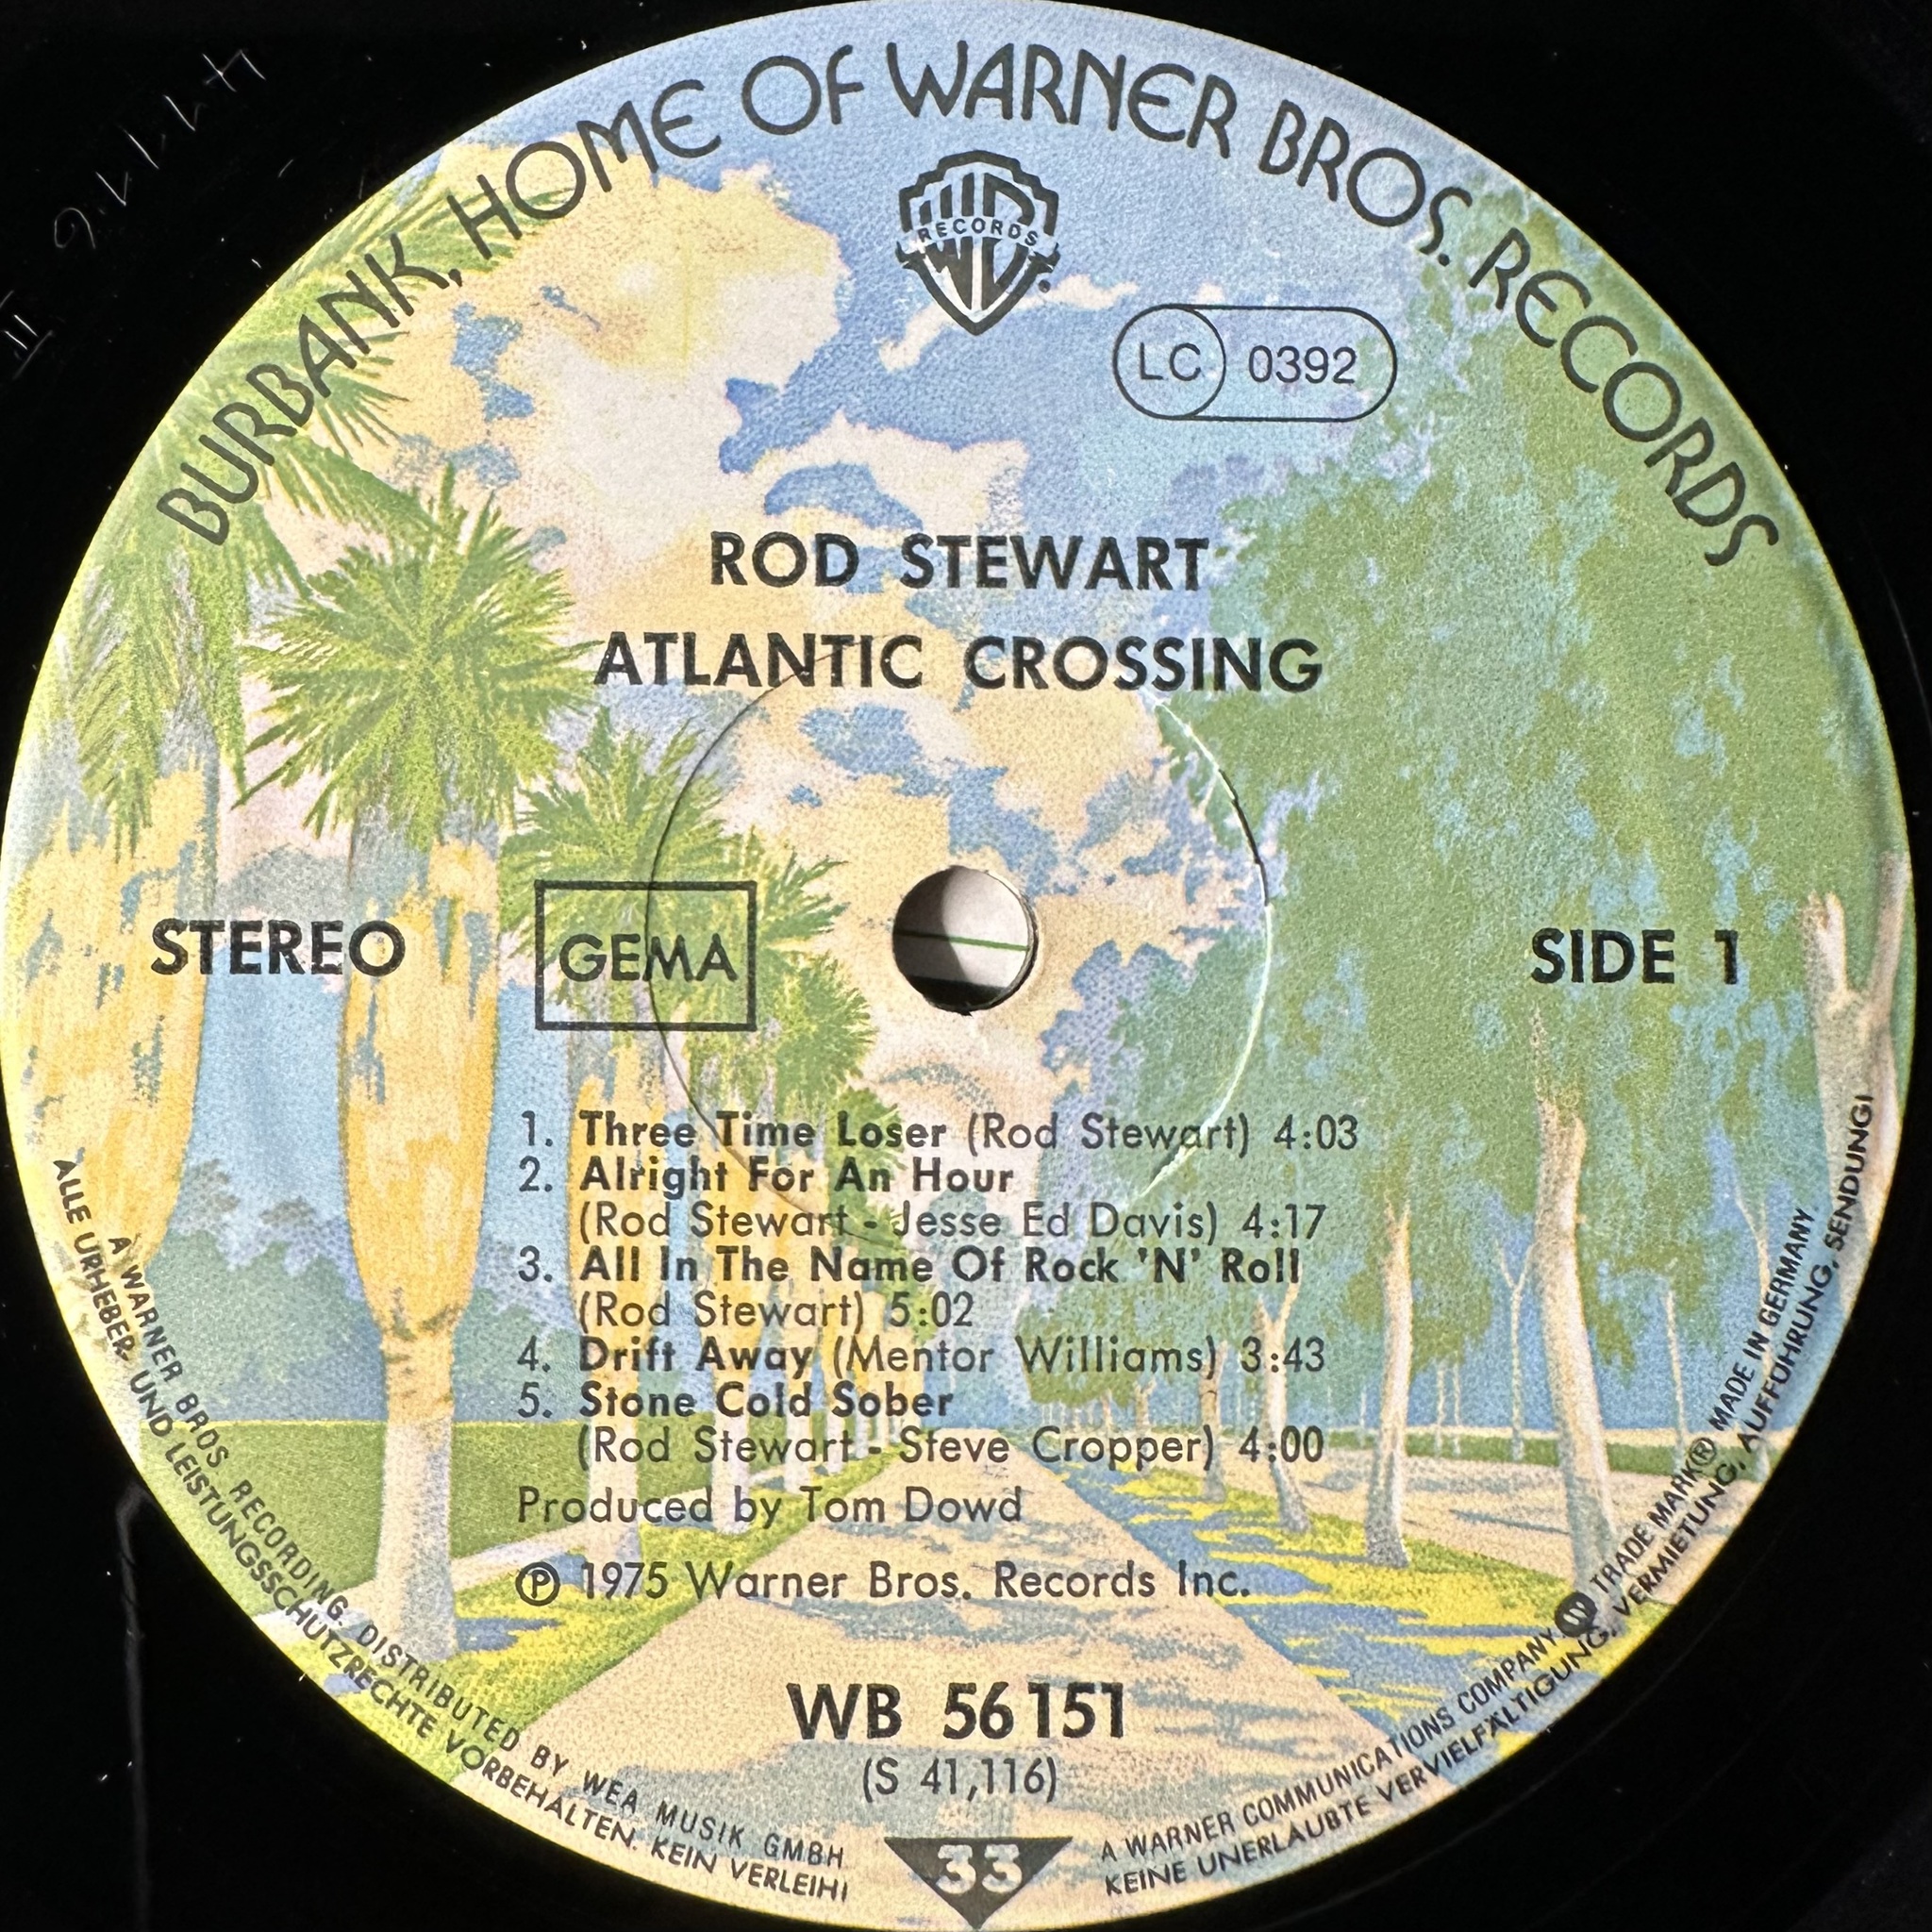 BURBANK, HOME OF WARNER BROS. RECORDS
RECORDS
LC 0392
ROD STEWART
ATLANTIC CROSSING
STEREO
GEMA
SIDE 1
1. Three Time Loser (Rod Stewart) 4:03
2. Alright For An Hour
(Rod Stewart - Jesse Ed Davis) 4:17
3. All In The Name Of Rock 'N' Roll
(Rod Stewart) 5:02
4. Drift Away (Mentor Williams) 3:43
5. Stone Cold Sober
(Rod Stewart - Steve Cropper) 4:00
Produced by Tom Dowd
℗ 1975 Warner Bros. Records Inc.
WB 56151
(S 41,116)
33
A WARNER BROS RECORDING. DISTRIBUTED BY WEA MUSIK GMBH
ALLE URHEBER- UND LEISTUNGSSCHUTZRECHTE VORBEHALTEN. KEIN VERLEIH!
A WARNER COMMUNICATIONS COMPANY TRADE MARK® MADE IN GERMANY
KEINE UNERLAUBTE VERVIELFÄLTIGUNG, VERMIETUNG, AUFFÜHRUNG, SENDUNG!